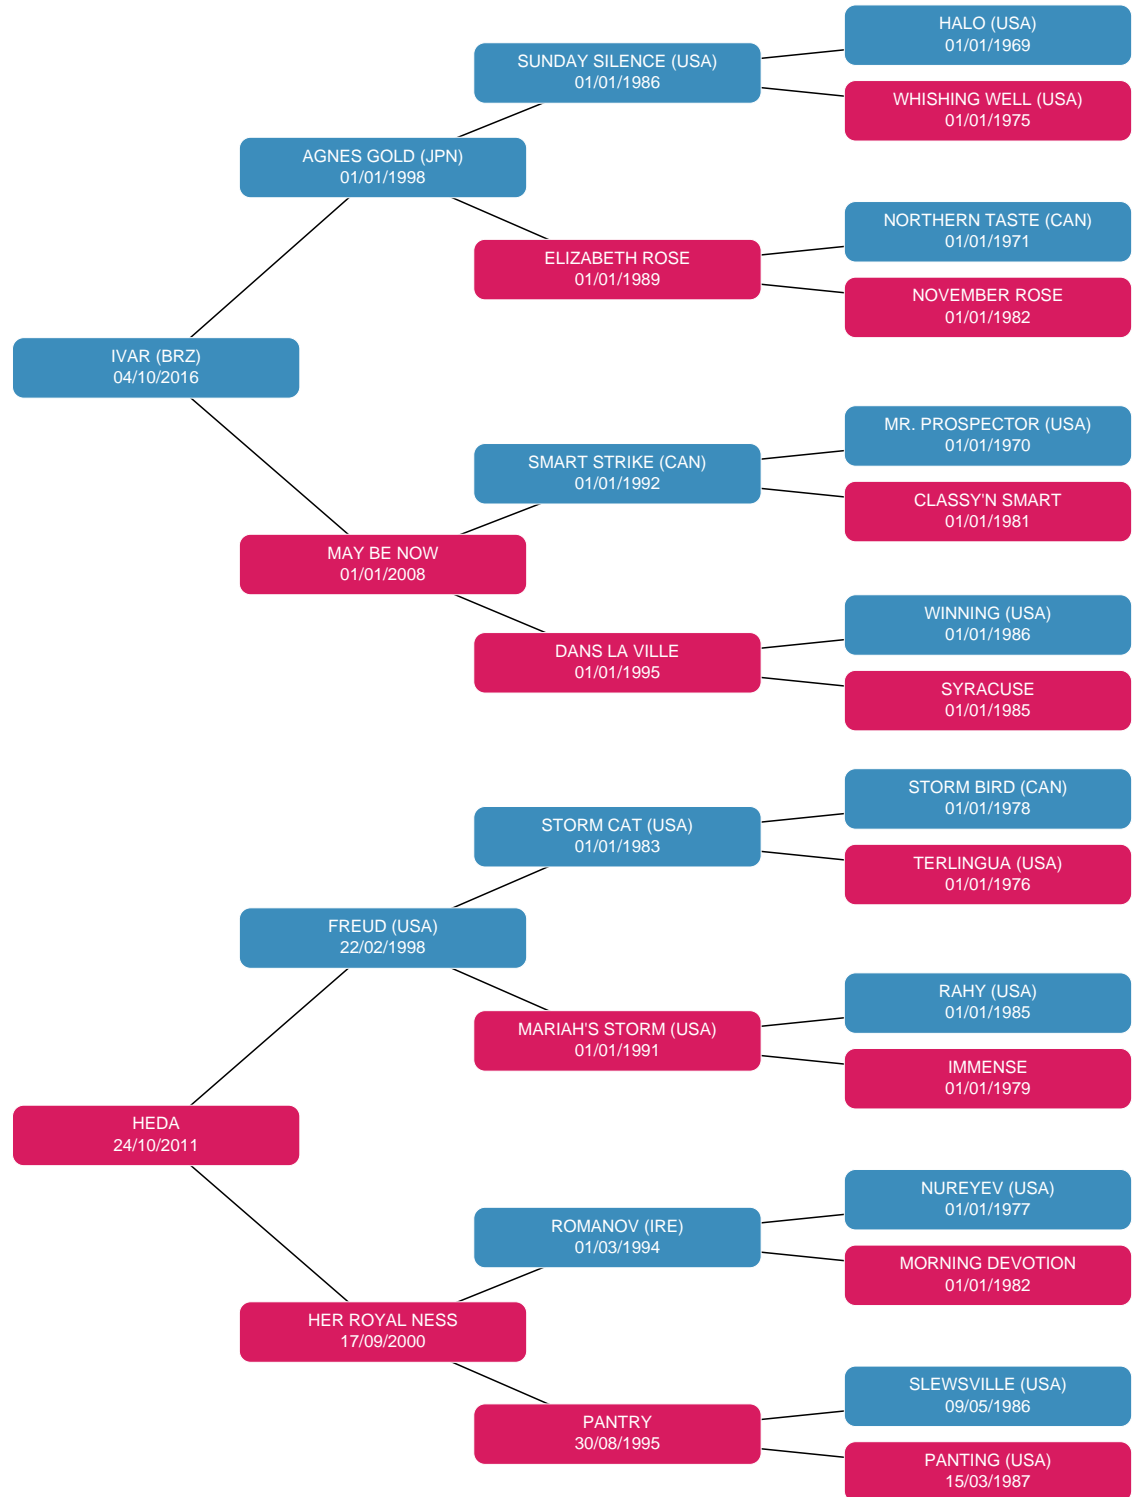 HALO (USA)
01/01/1969
SUNDAY SILENCE (USA)
01/01/1986
WHISHING WELL (USA)
01/01/1975
AGNES GOLD (JPN)
01/01/1998
NORTHERN TASTE (CAN)
01/01/1971
ELIZABETH ROSE
01/01/1989
NOVEMBER ROSE
01/01/1982
IVAR (BRZ)
04/10/2016
MR. PROSPECTOR (USA)
01/01/1970
SMART STRIKE (CAN)
01/01/1992
CLASSY'N SMART
01/01/1981
MAY BE NOW
01/01/2008
WINNING (USA)
01/01/1986
DANS LA VILLE
01/01/1995
SYRACUSE
01/01/1985
STORM BIRD (CAN)
01/01/1978
STORM CAT (USA)
01/01/1983
TERLINGUA (USA)
01/01/1976
FREUD (USA)
22/02/1998
RAHY (USA)
01/01/1985
MARIAH'S STORM (USA)
01/01/1991
IMMENSE
01/01/1979
HEDA
24/10/2011
NUREYEV (USA)
01/01/1977
ROMANOV (IRE)
01/03/1994
MORNING DEVOTION
01/01/1982
HER ROYAL NESS
17/09/2000
SLEWSVILLE (USA)
09/05/1986
PANTRY
30/08/1995
PANTING (USA)
15/03/1987